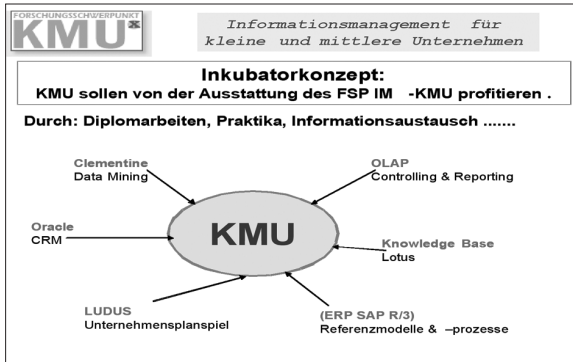 FORSCHUNGSSCHWERPUNKT
KMU x
Informationsmanagement für
kleine und mittlere Unternehmen
Inkubatorkonzept:
KMU sollen von der Ausstattung des FSP IM -KMU profitieren .
Durch: Diplomarbeiten, Praktika, Informationsaustausch .......
Clementine
Data Mining
OLAP
Controlling & Reporting
Oracle
CRM
KMU
Knowledge Base
Lotus
LUDUS
Unternehmensplanspiel
(ERP SAP R/3)
Referenzmodelle & –prozesse